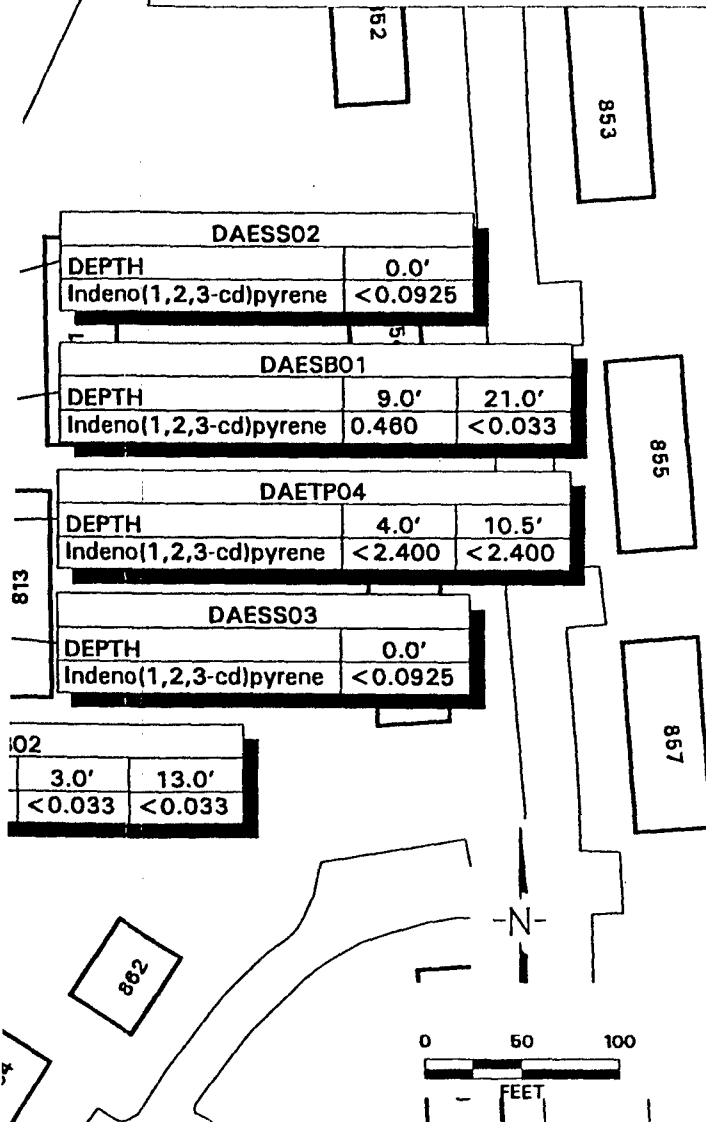 853
DAESS02
DEPTH 0.0'
Indeno(1,2,3-cd)pyrene <0.0925
DAESB01
DEPTH 9.0' 21.0'
Indeno(1,2,3-cd)pyrene 0.460 <0.033
855
DAETP04
DEPTH 4.0' 10.5'
Indeno(1,2,3-cd)pyrene <2.400 <2.400
813
DAESS03
DEPTH 0.0'
Indeno(1,2,3-cd)pyrene <0.0925
857
02
3.0' 13.0'
<0.033 <0.033
-N-
862
0 50 100
FEET